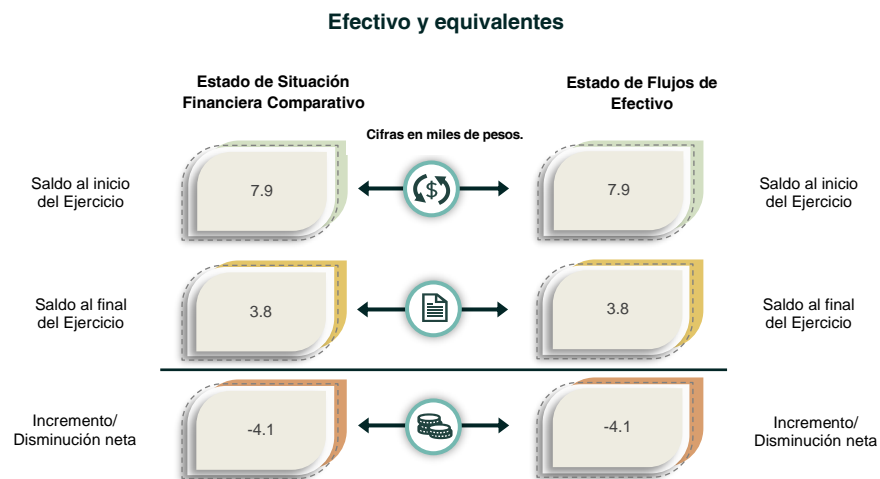 Efectivo y equivalentes
Estado de Situación
Financiera Comparativo
Estado de Flujos de
Efectivo
Cifras en miles de pesos.
Saldo al inicio
del Ejercicio
7.9
$
7.9
Saldo al inicio
del Ejercicio
Saldo al final
del Ejercicio
3.8
3.8
Saldo al final
del Ejercicio
Incremento/
Disminución neta
-4.1
-4.1
Incremento/
Disminución neta